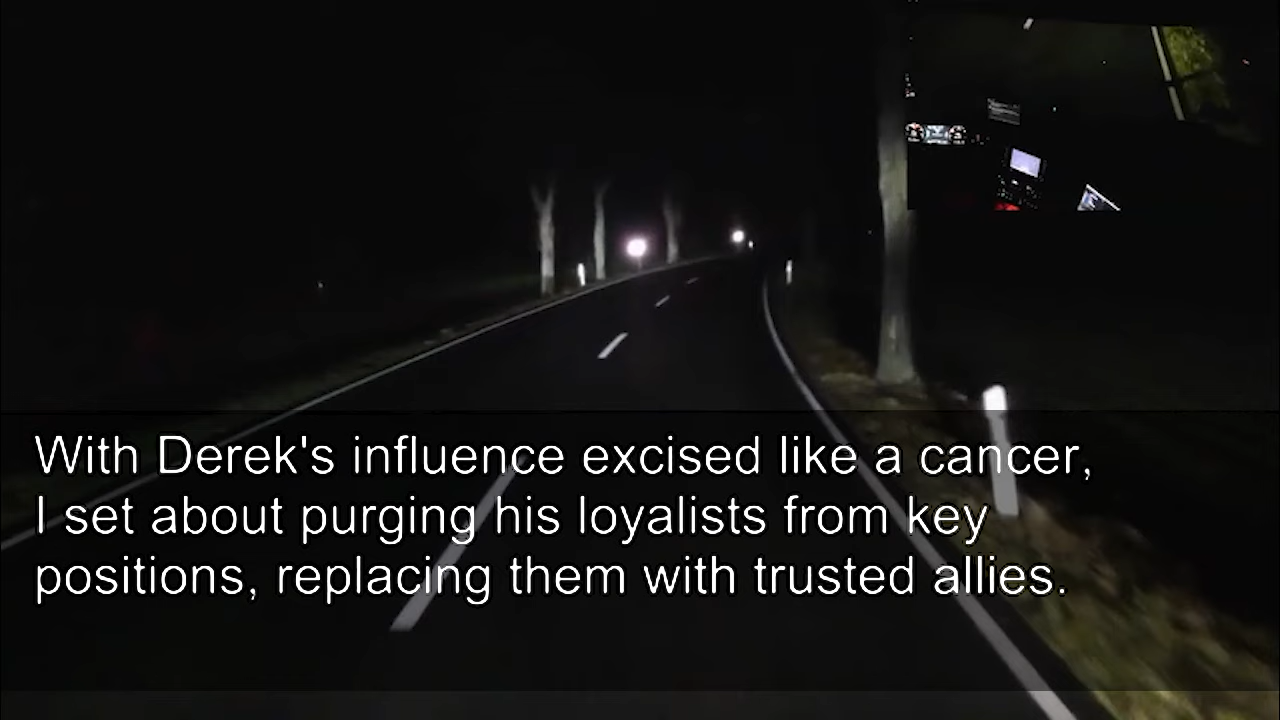 With Derek's influence excised like a cancer,
I set about purging his loyalists from key
positions, replacing them with trusted allies.